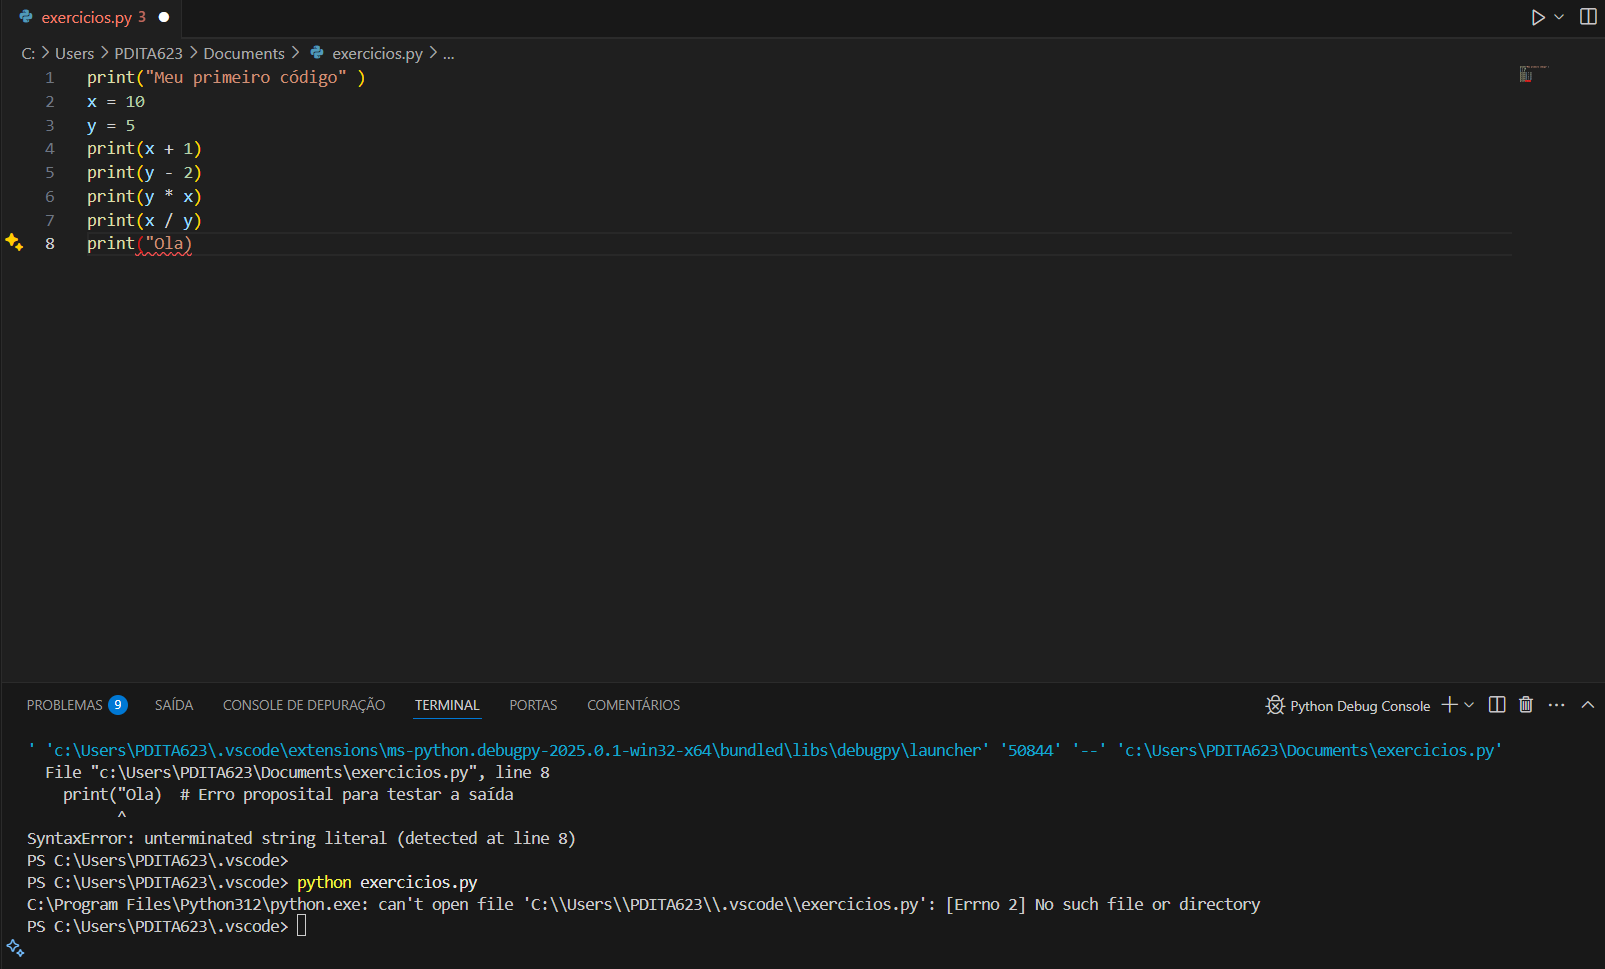 exercicios.py 3
C: > Users > PDITA623 > Documents > exercicios.py > ...
1 print("Meu primeiro código" )
2 x = 10
3 y = 5
4 print(x + 1)
5 print(y - 2)
6 print(y * x)
7 print(x / y)
8 print("Ola)
PROBLEMAS 9 SAÍDA CONSOLE DE DEPURAÇÃO TERMINAL PORTAS COMENTÁRIOS Python Debug Console
' 'c:\Users\PDITA623\.vscode\extensions\ms-python.debugpy-2025.0.1-win32-x64\bundled\libs\debugpy\launcher' '50844' '--' 'c:\Users\PDITA623\Documents\exercicios.py'
File "c:\Users\PDITA623\Documents\exercicios.py", line 8
print("Ola)  # Erro proposital para testar a saída
^
SyntaxError: unterminated string literal (detected at line 8)
PS C:\Users\PDITA623\.vscode>
PS C:\Users\PDITA623\.vscode> python exercicios.py
C:\Program Files\Python312\python.exe: can't open file 'C:\\Users\\PDITA623\\.vscode\\exercicios.py': [Errno 2] No such file or directory
PS C:\Users\PDITA623\.vscode>